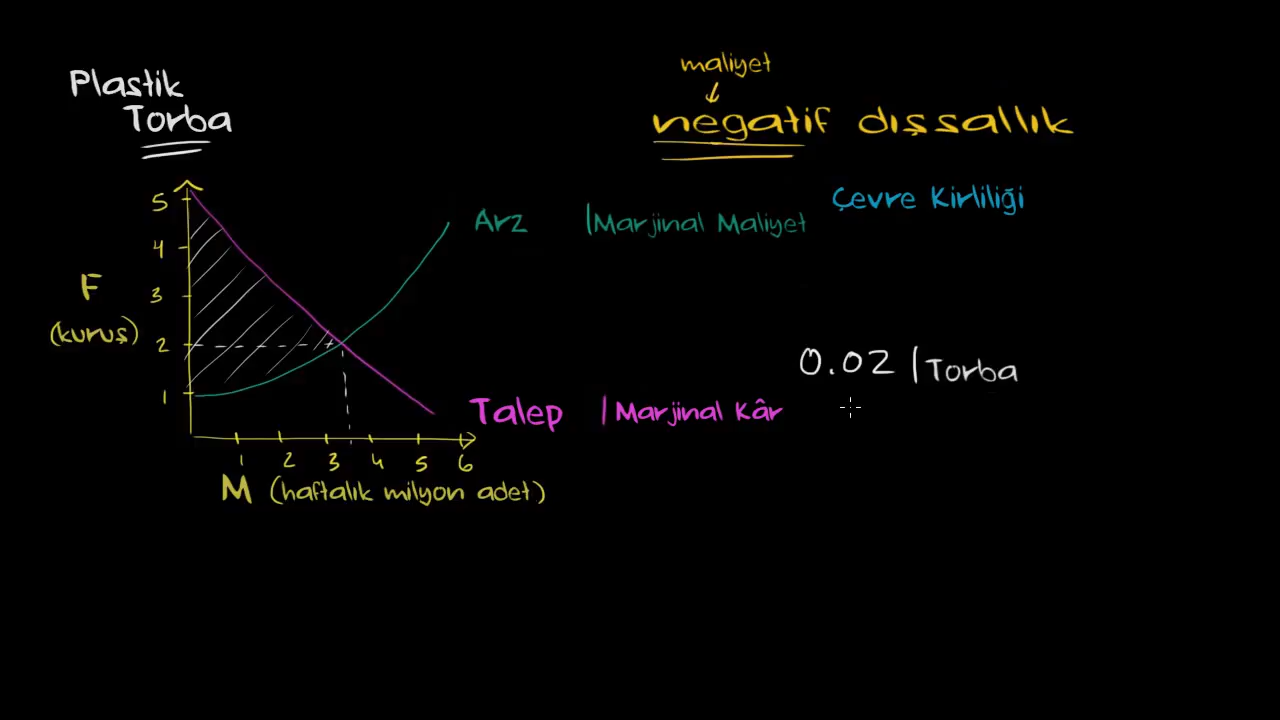 Plastik
Torba
maliyet
negatif dışsallık
Çevre Kirliliği
5
4
3
2
1
F
(kuruş)
Arz |Marjinal Maliyet
0.02 |Torba
Talep |Marjinal Kâr
1 2 3 4 5 6
M (haftalık milyon adet)